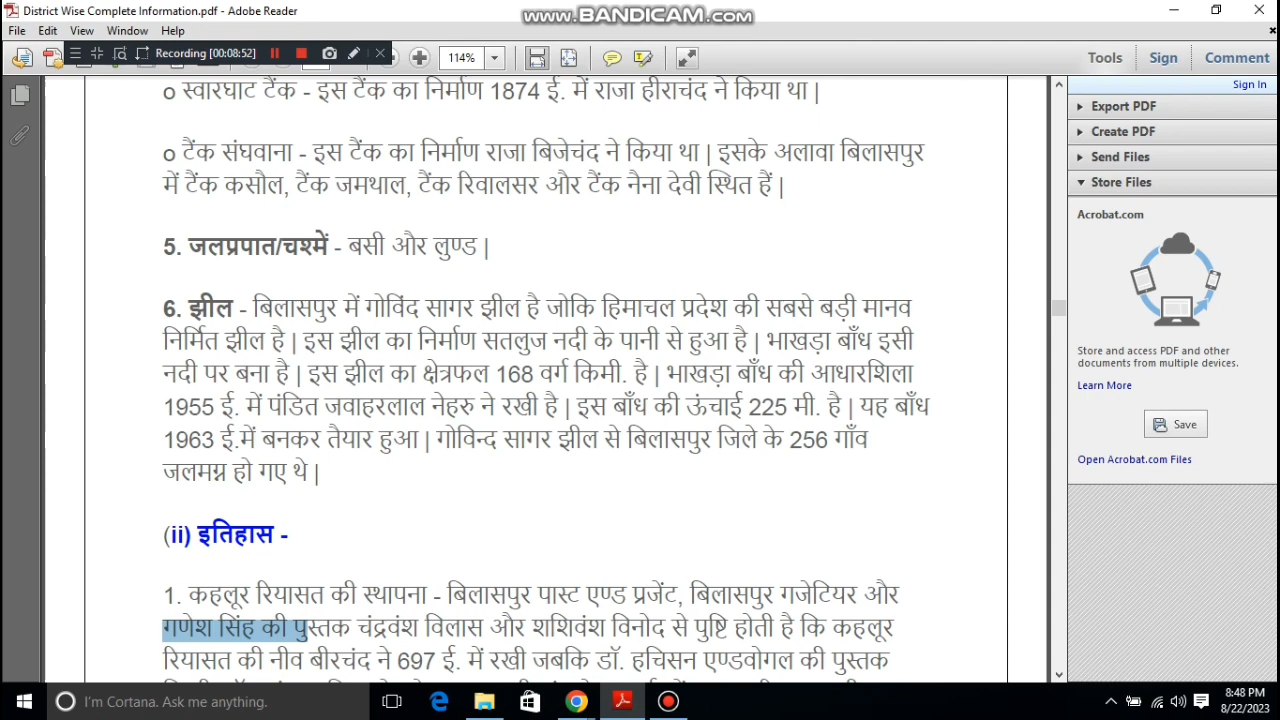 District Wise Complete Information.pdf - Adobe Reader
www.BANDICAM.com
File Edit View Window Help
Recording [00:08:52]
114%
Tools Sign Comment
Sign In
Export PDF
Create PDF
Send Files
Store Files
Acrobat.com
Store and access PDF and other
documents from multiple devices.
Learn More
Save
Open Acrobat.com Files
o स्वारघाट टैंक - इस टैंक का निर्माण 1874 ई. में राजा हीराचंद ने किया था |
o टैंक संघवाना - इस टैंक का निर्माण राजा बिजेचंद ने किया था | इसके अलावा बिलासपुर
में टैंक कसौल, टैंक जमथाल, टैंक रिवालसर और टैंक नैना देवी स्थित हैं |
5. जलप्रपात/चश्में - बसी और लुण्ड |
6. झील - बिलासपुर में गोविंद सागर झील है जोकि हिमाचल प्रदेश की सबसे बड़ी मानव
निर्मित झील है | इस झील का निर्माण सतलुज नदी के पानी से हुआ है | भाखड़ा बाँध इसी
नदी पर बना है | इस झील का क्षेत्रफल 168 वर्ग किमी. है | भाखड़ा बाँध की आधारशिला
1955 ई. में पंडित जवाहरलाल नेहरु ने रखी है | इस बाँध की ऊंचाई 225 मी. है | यह बाँध
1963 ई.में बनकर तैयार हुआ | गोविन्द सागर झील से बिलासपुर जिले के 256 गाँव
जलमग्न हो गए थे |
(ii) इतिहास -
1. कहलूर रियासत की स्थापना - बिलासपुर पास्ट एण्ड प्रजेंट, बिलासपुर गजेटियर और
गणेश सिंह की पुस्तक चंद्रवंश विलास और शशिवंश विनोद से पुष्टि होती है कि कहलूर
रियासत की नीव बीरचंद ने 697 ई. में रखी जबकि डॉ. हचिसन एण्डवोगल की पुस्तक
I'm Cortana. Ask me anything.
8:48 PM
8/22/2023